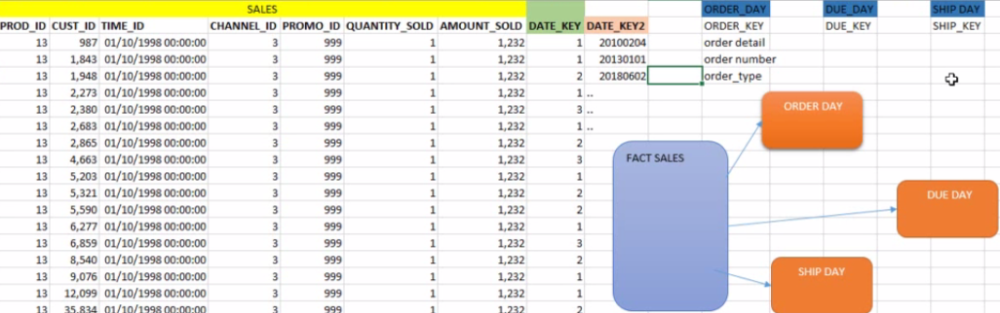 SALES ORDER_DAY DUE_DAY SHIP DAY
PROD_ID CUST_ID TIME_ID CHANNEL_ID PROMO_ID QUANTITY_SOLD AMOUNT_SOLD DATE_KEY DATE_KEY2 ORDER_KEY DUE_KEY SHIP_KEY
13 987 01/10/1998 00:00:00 3 999 1 1,232 1 20100204 order detail
13 1,843 01/10/1998 00:00:00 3 999 1 1,232 1 20130101 order number
13 1,948 01/10/1998 00:00:00 3 999 1 1,232 2 20180602 order_type
13 2,273 01/10/1998 00:00:00 3 999 1 1,232 1 ..
13 2,380 01/10/1998 00:00:00 3 999 1 1,232 3 ..
13 2,683 01/10/1998 00:00:00 3 999 1 1,232 1 ..
13 2,865 01/10/1998 00:00:00 3 999 1 1,232 2
13 4,663 01/10/1998 00:00:00 3 999 1 1,232 3
13 5,203 01/10/1998 00:00:00 3 999 1 1,232 1
13 5,321 01/10/1998 00:00:00 3 999 1 1,232 2
13 5,590 01/10/1998 00:00:00 3 999 1 1,232 2
13 6,277 01/10/1998 00:00:00 3 999 1 1,232 1
13 6,859 01/10/1998 00:00:00 3 999 1 1,232 3
13 8,540 01/10/1998 00:00:00 3 999 1 1,232 2
13 9,076 01/10/1998 00:00:00 3 999 1 1,232 1
13 12,099 01/10/1998 00:00:00 3 999 1 1,232 1
13 35,834 01/10/1998 00:00:00 3 999 1 1,232 2
ORDER DAY
FACT SALES
DUE DAY
SHIP DAY